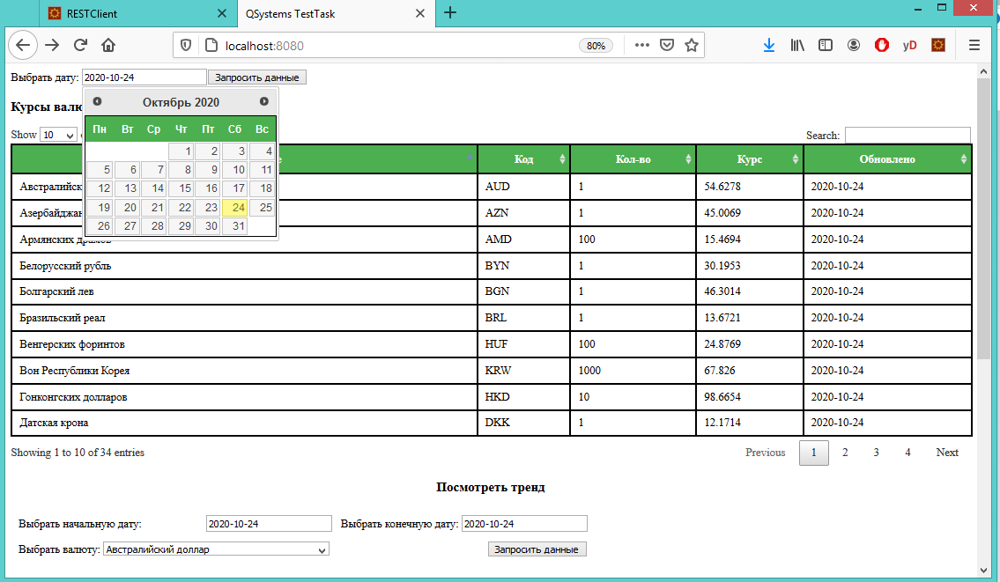 RESTClient
QSystems TestTask
localhost:8080
80%
yD
Выбрать дату: 2020-10-24 Запросить данные
Октябрь 2020
Курсы
Пн Вт Ср Чт Пт Сб Вс
1 2 3 4
5 6 7 8 9 10 11
12 13 14 15 16 17 18
19 20 21 22 23 24 25
26 27 28 29 30 31
Show 10
Search:
Код Кол-во Курс Обновлено
AUD 1 54.6278 2020-10-24
AZN 1 45.0069 2020-10-24
Армянских драмов AMD 100 15.4694 2020-10-24
Белорусский рубль BYN 1 30.1953 2020-10-24
Болгарский лев BGN 1 46.3014 2020-10-24
Бразильский реал BRL 1 13.6721 2020-10-24
Венгерских форинтов HUF 100 24.8769 2020-10-24
Вон Республики Корея KRW 1000 67.826 2020-10-24
Гонконгских долларов HKD 10 98.6654 2020-10-24
Датская крона DKK 1 12.1714 2020-10-24
Showing 1 to 10 of 34 entries
Previous 1 2 3 4 Next
Посмотреть тренд
Выбрать начальную дату: 2020-10-24 Выбрать конечную дату: 2020-10-24
Выбрать валюту: Австралийский доллар Запросить данные